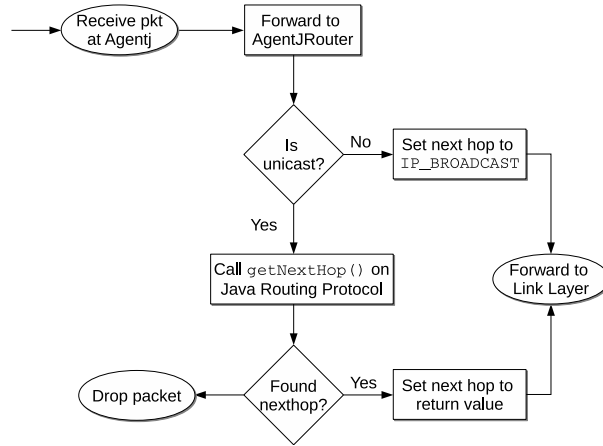 Receive pkt
at Agentj
Forward to
AgentJRouter
Is
unicast?
No
Set next hop to
IP_BROADCAST
Yes
Call getNextHop() on
Java Routing Protocol
Forward to
Link Layer
Drop packet
Found
nexthop?
Yes
Set next hop to
return value